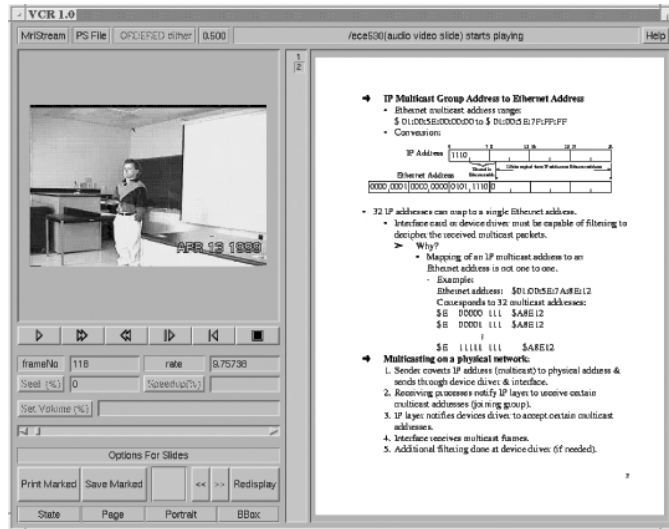 VCR 1.0
MriStream PS File ORDERED dither 0.500 /ece530(audio video slide) starts playing Help
1
2
APR 13 1999
frameNo 118 rate 9.75736
Seek (%) 0 Speedup(%)
Set Volume (%)
Options For Slides
Print Marked Save Marked << >> Redisplay
State Page Portrait BBox
➔ IP Multicast Group Address to Ethernet Address
• Ethernet multicast address range:
$ 01:00:5E:00:00:00 to $ 01:00:5E:7F:FF:FF
• Conversion:
IP Address 1110
Ethernet Address
0000 0001 0000 0000 0101 1110 0
• 32 IP addresses can map to a single Ethernet address.
• Interface card or device driver must be capable of filtering to
decipher the received multicast packets.
➢ Why?
• Mapping of an IP multicast address to an
Ethernet address is not one to one.
- Example:
Ethernet address: $01:00:5E:7A:8E:12
Corresponds to 32 multicast addresses:
$E 00000 111 $A8E12
$E 00001 111 $A8E12
$E 11111 111 $A8E12
➔ Multicasting on a physical network:
1. Sender coverts IP address (multicast) to physical address &
sends through device driver & interface.
2. Receiving processes notify IP layer to receive certain
multicast addresses (joining group).
3. IP layer notifies devices driver to accept certain multicast
addresses.
4. Interface receives multicast frames.
5. Additional filtering done at device driver (if needed).
2